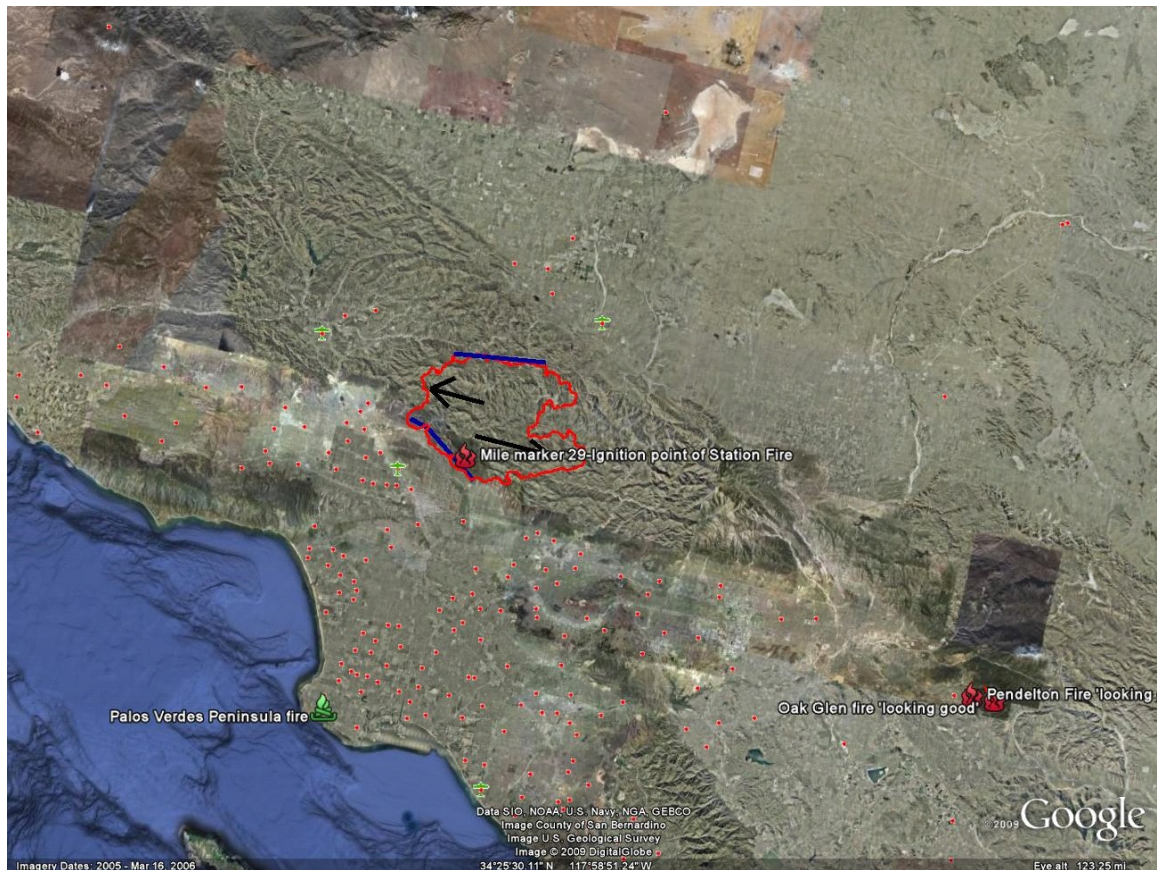 Mile marker 29-Ignition point of Station Fire
Pendelton Fire 'looking
Oak Glen fire 'looking good'
Palos Verdes Peninsula fire
Data SIO, NOAA, U.S. Navy, NGA, GEBCO
Image County of San Bernardino
Image U.S. Geological Survey
Image © 2009 DigitalGlobe
©2009 Google
Imagery Dates: 2005 - Mar 16, 2006
34°25'30.11" N 117°58'51.24" W
Eye alt 123.25 mi